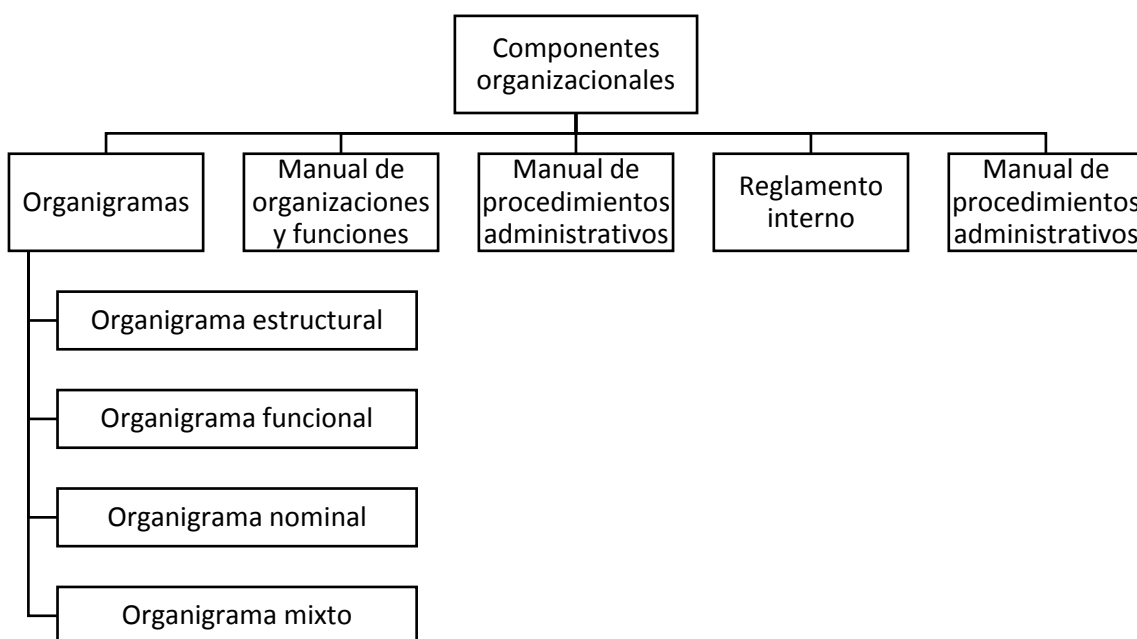 Componentes
organizacionales
Organigramas
Manual de
organizaciones
y funciones
Manual de
procedimientos
administrativos
Reglamento
interno
Manual de
procedimientos
administrativos
Organigrama estructural
Organigrama funcional
Organigrama nominal
Organigrama mixto